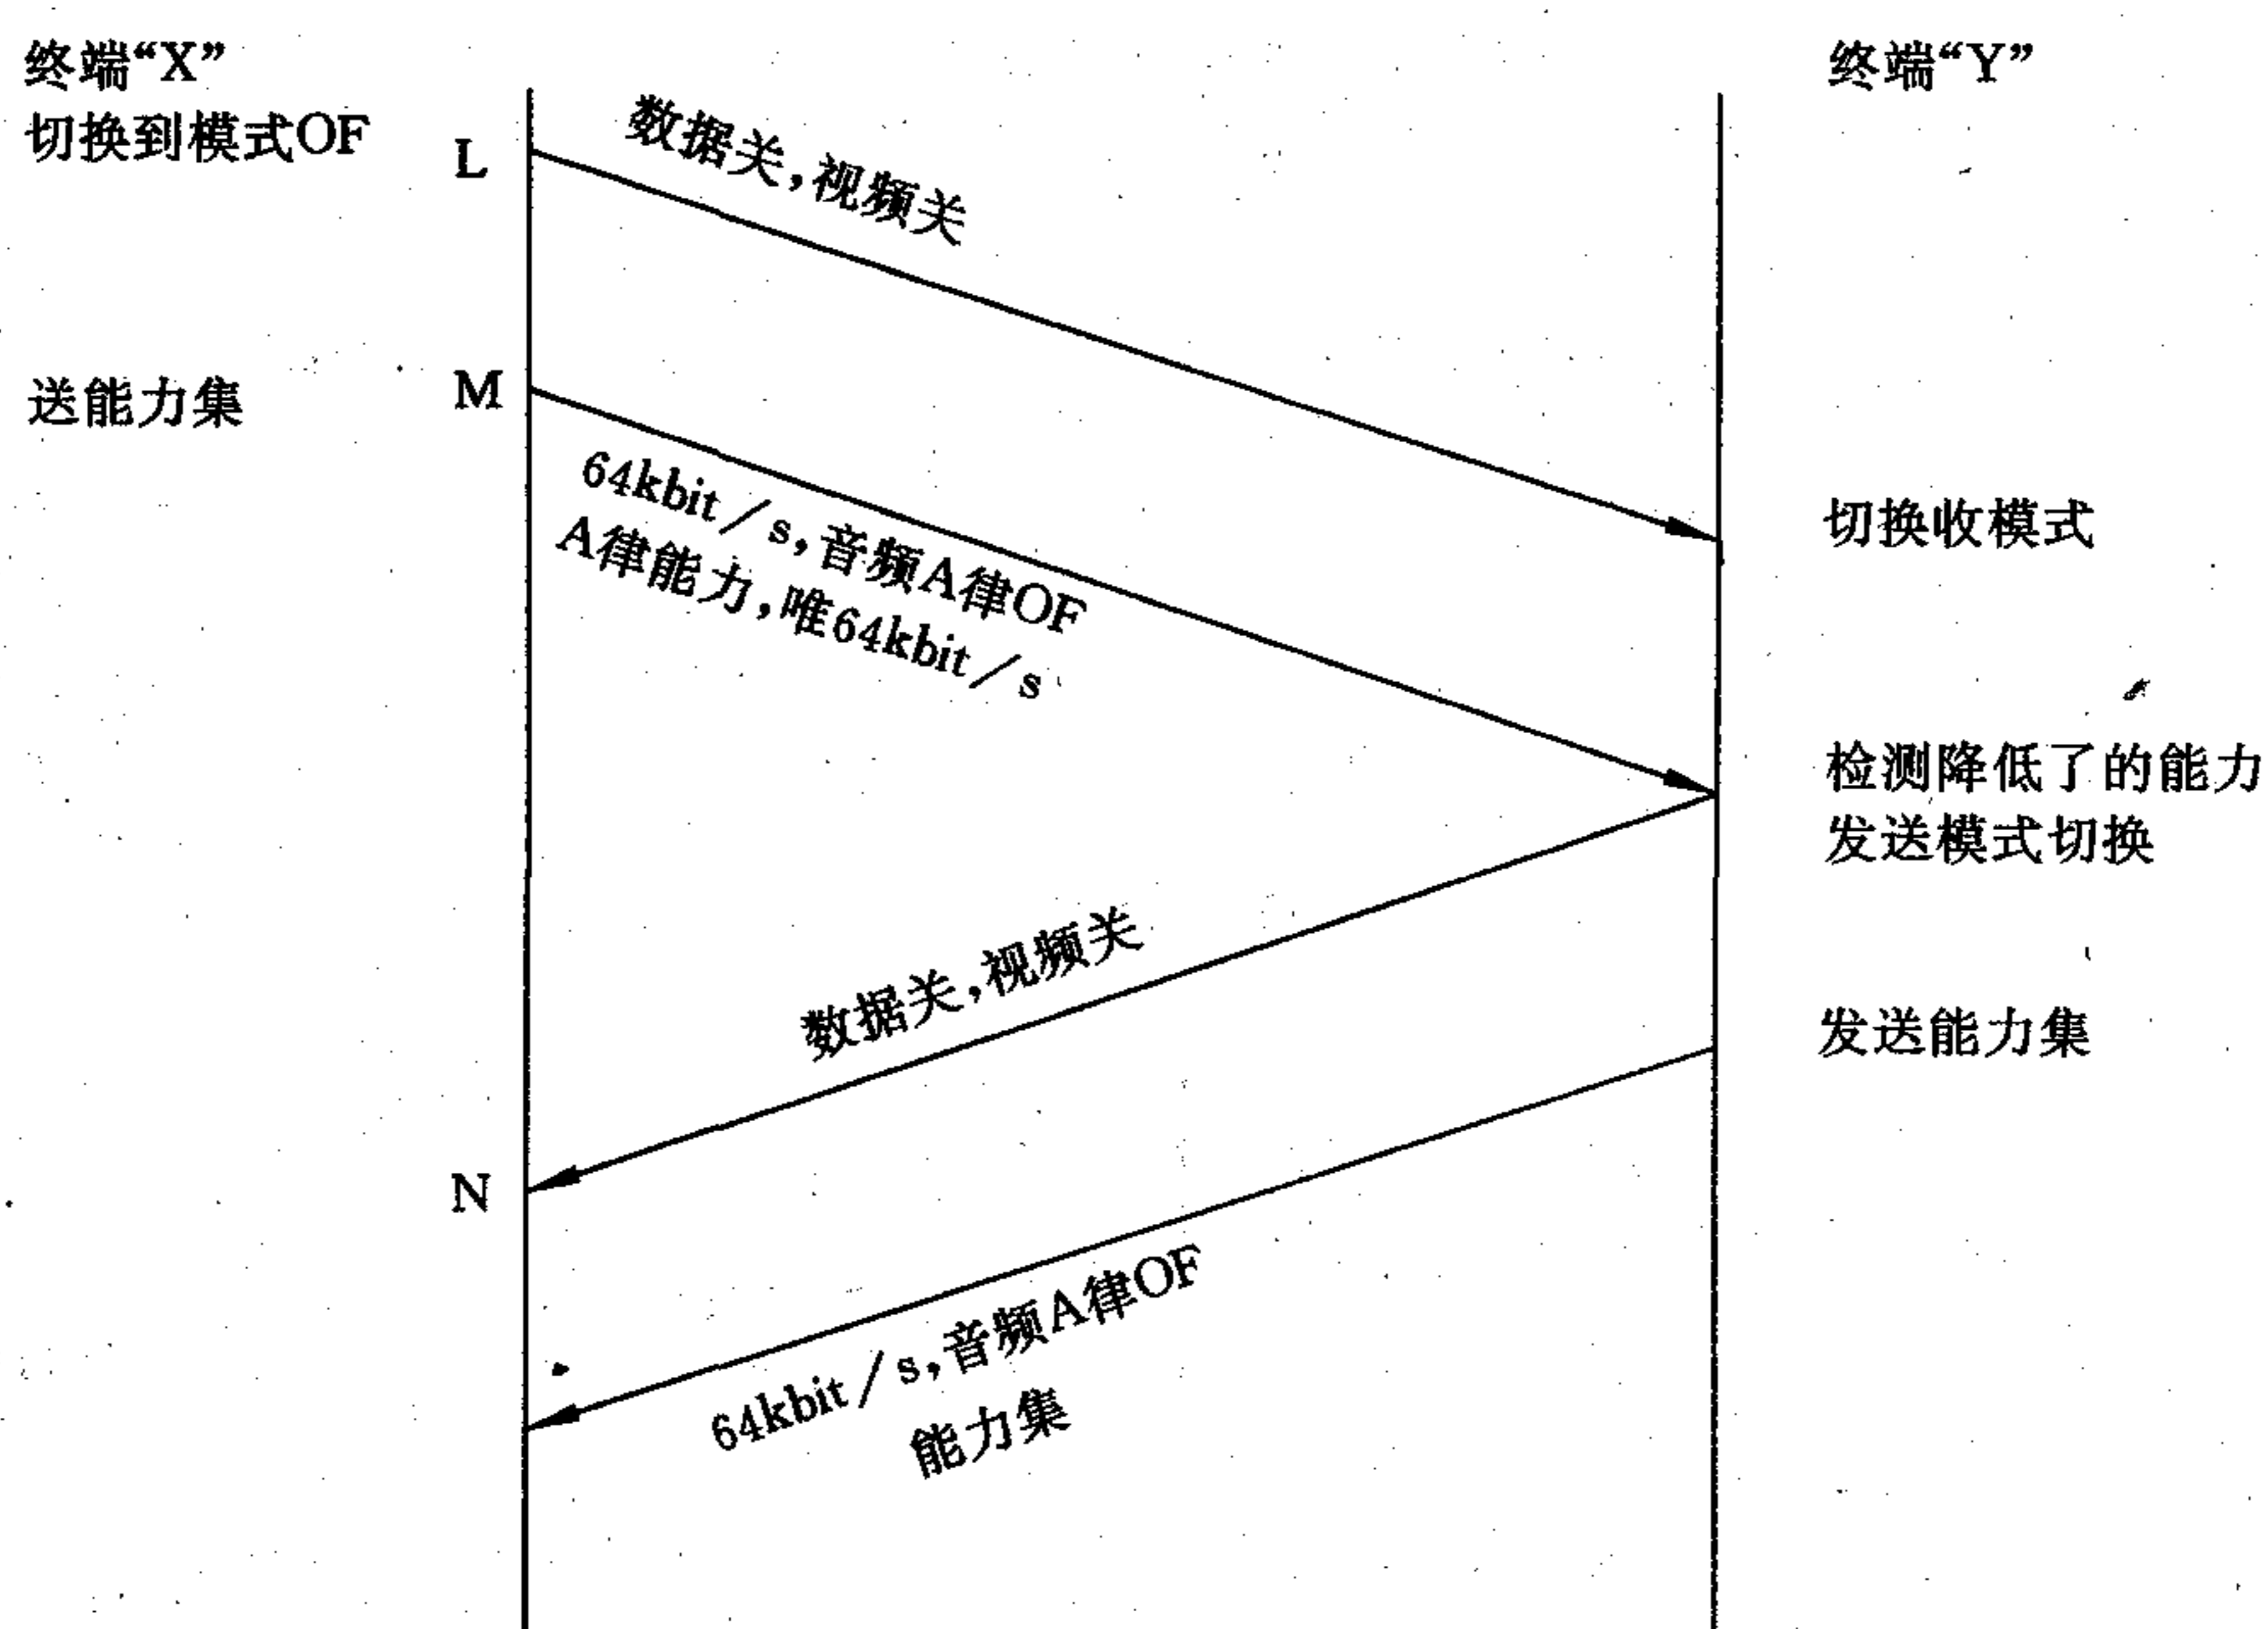 终端“X”
终端“Y”
切换到模式OF
L
数据关,视频关
送能力集
M
64kbit/s,音频A律OF
A律能力,唯64kbit/s
切换收模式
检测降低了的能力
发送模式切换
数据关,视频关
发送能力集
N
64kbit/s,音频A律OF
能力集